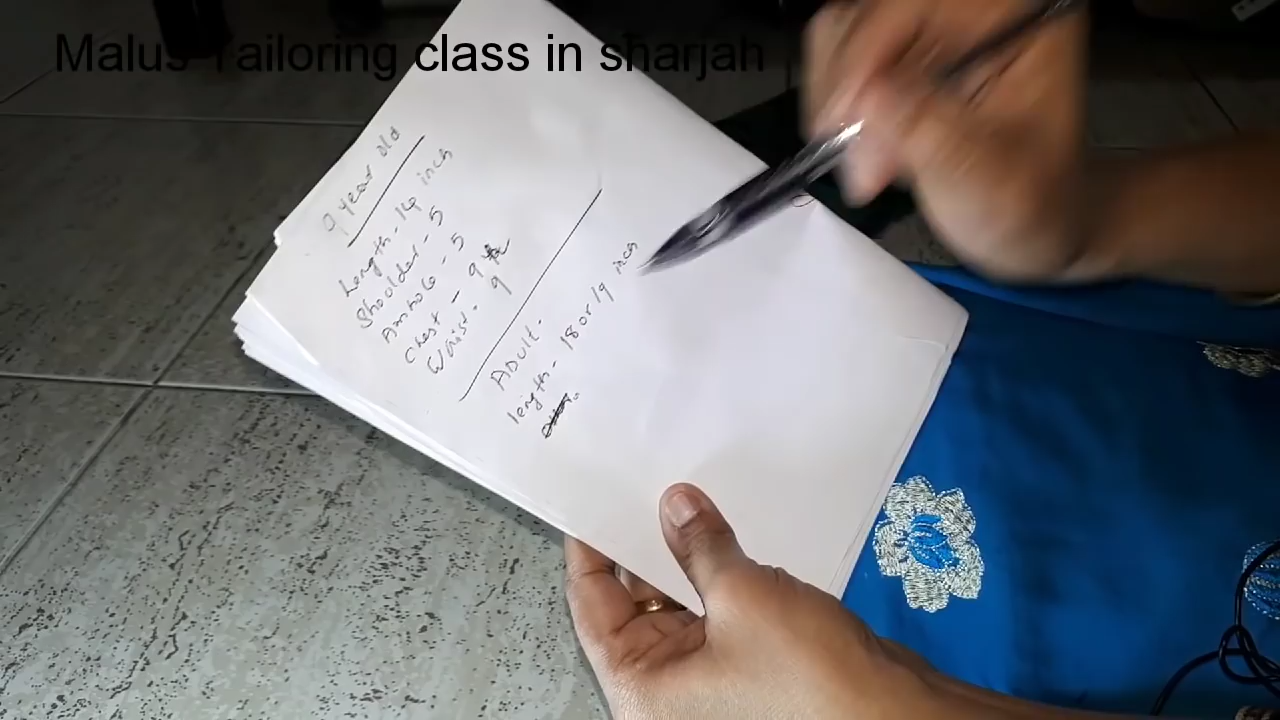 Malus Tailoring class in sharjah
9 year old
Length - 14 inch
Shoulder - 5
Amhole - 5
Chest - 9
Waist - 9
ADULT -
length - 18 or 19 inch